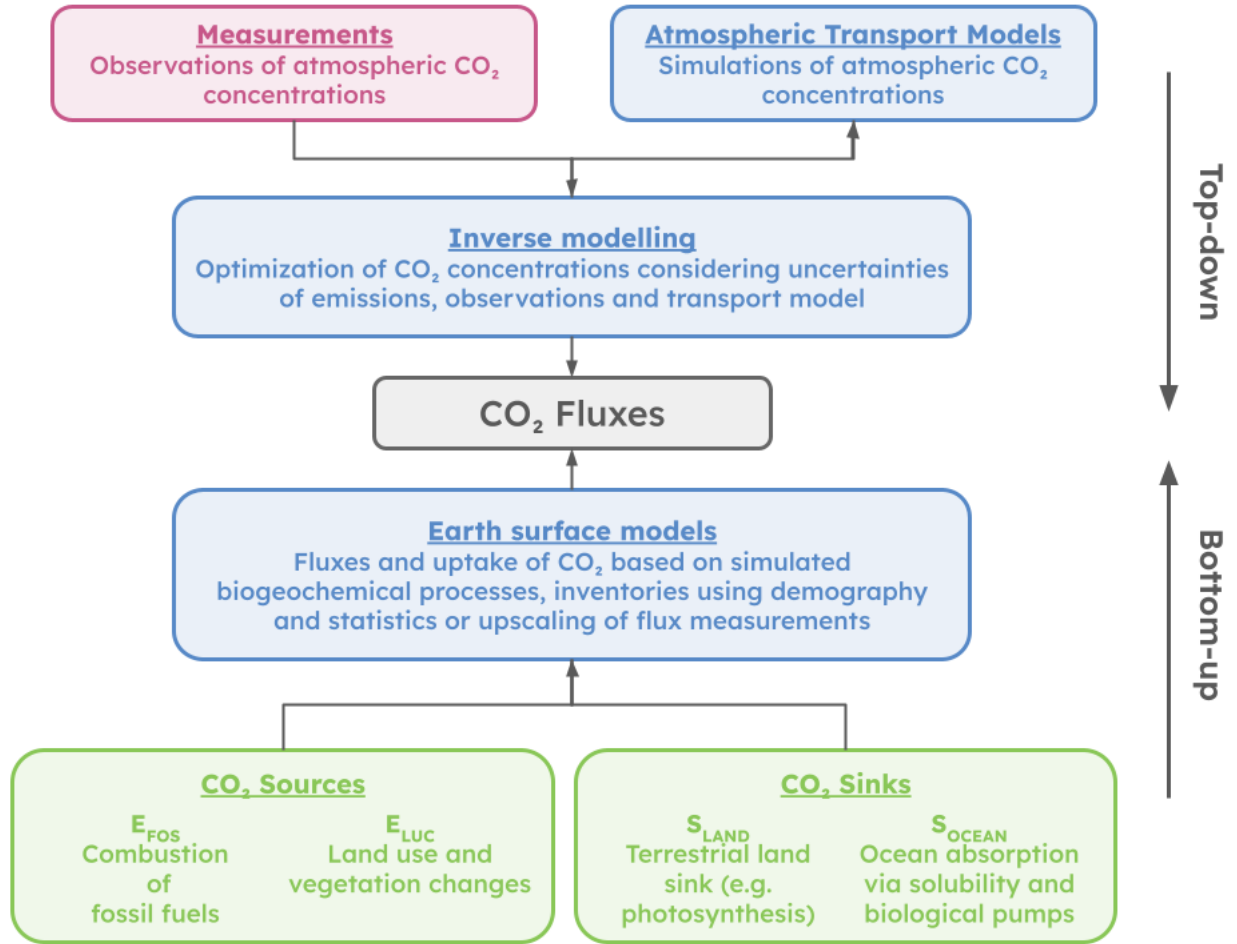 Measurements
Observations of atmospheric CO₂
concentrations
Atmospheric Transport Models
Simulations of atmospheric CO₂
concentrations
Top-down
Inverse modelling
Optimization of CO₂ concentrations considering uncertainties
of emissions, observations and transport model
CO₂ Fluxes
Earth surface models
Fluxes and uptake of CO₂ based on simulated
biogeochemical processes, inventories using demography
and statistics or upscaling of flux measurements
Bottom-up
CO₂ Sources
E_FOS
Combustion
of
fossil fuels
E_LUC
Land use and
vegetation changes
CO₂ Sinks
S_LAND
Terrestrial land
sink (e.g.
photosynthesis)
S_OCEAN
Ocean absorption
via solubility and
biological pumps